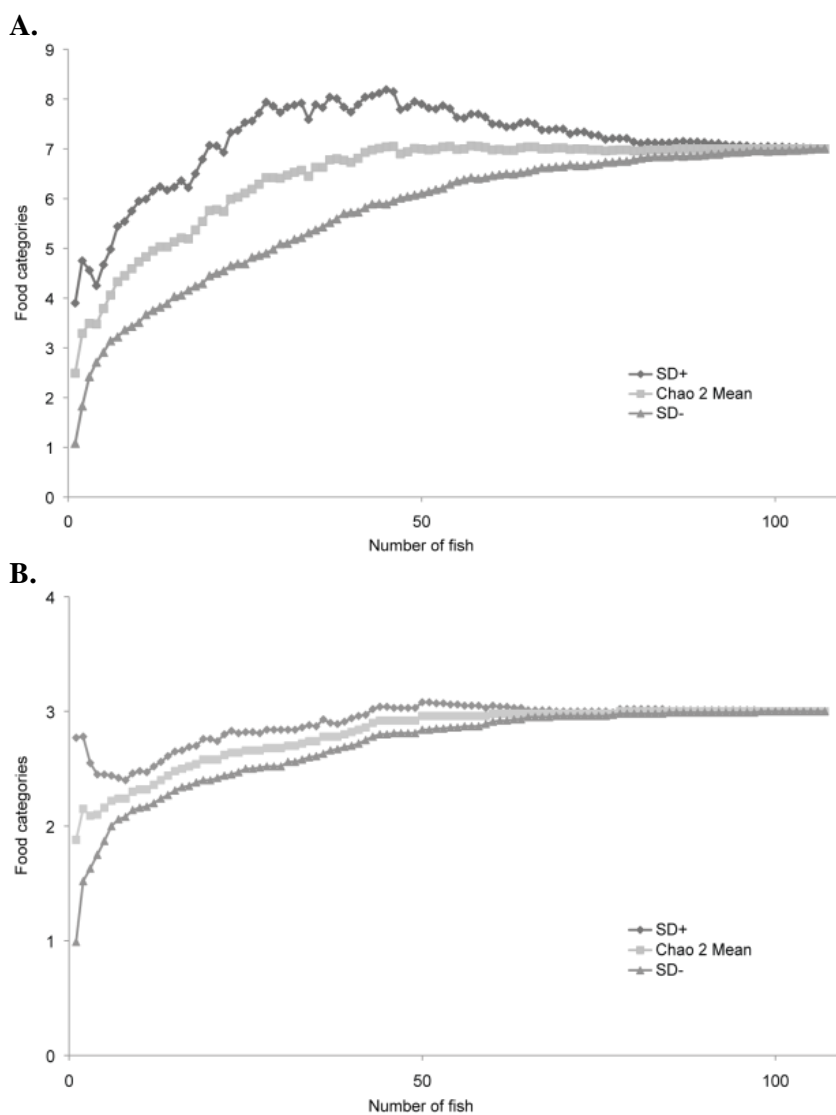 A.
9
8
7
6
5
4
3
2
1
0
Food categories
SD+
Chao 2 Mean
SD-
0 50 100
Number of fish
B.
4
3
2
1
0
Food categories
SD+
Chao 2 Mean
SD-
0 50 100
Number of fish